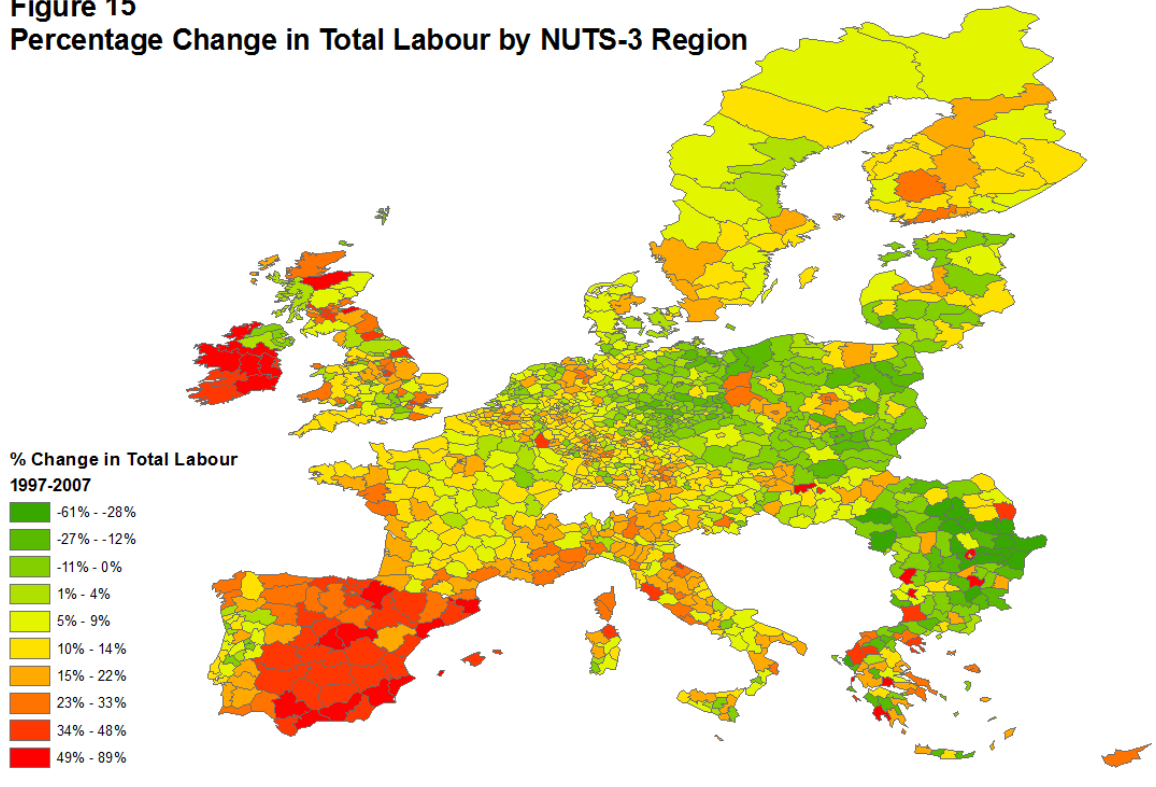 Figure 15
Percentage Change in Total Labour by NUTS-3 Region
% Change in Total Labour
1997-2007
-61% - -28%
-27% - -12%
-11% - 0%
1% - 4%
5% - 9%
10% - 14%
15% - 22%
23% - 33%
34% - 48%
49% - 89%